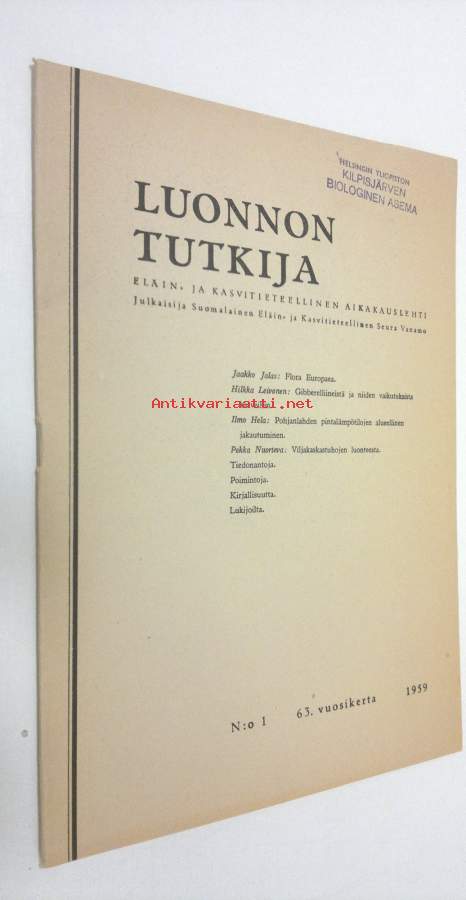 HELSINGIN YLIOPISTON
KILPISJÄRVEN
BIOLOGINEN ASEMA
LUONNON
TUTKIJA
ELÄIN- JA KASVITIETEELLINEN AIKAKAUSLEHTI
Julkaisija Suomalainen Eläin- ja Kasvitieteellinen Seura Vanamo
Jaakko Jalas: Flora Europaea.
Hilkka Leivonen: Gibberelliineistä ja niiden vaikutuksista
Antikvariaatti.net
Ilmo Hela: Pohjanlahden pintalämpötilojen alueellinen
jakautuminen.
Pekka Nuorteva: Viljakaskastuhojen luonteesta.
Tiedonantoja.
Poimintoja.
Kirjallisuutta.
Lukijoilta.
N:o 1 63. vuosikerta 1959